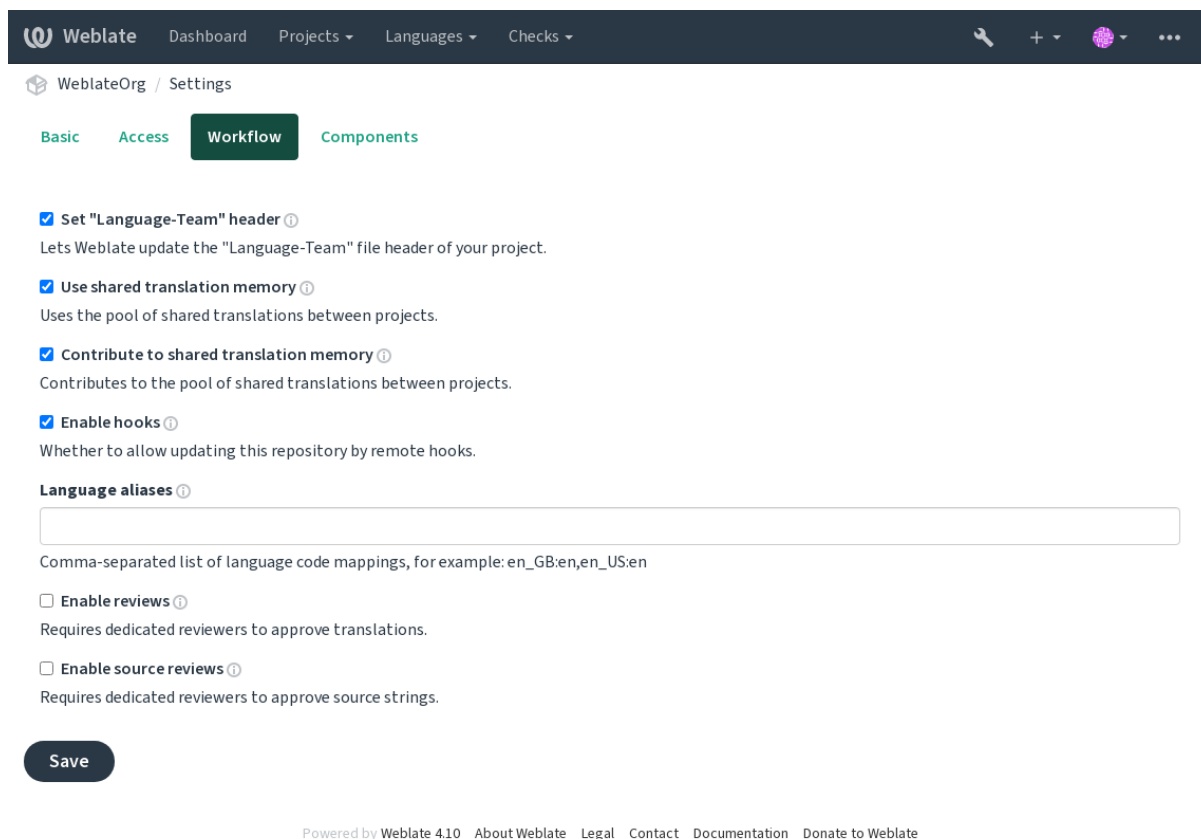 Weblate Dashboard Projects Languages Checks
WeblateOrg / Settings
Basic Access Workflow Components
Set "Language-Team" header
Lets Weblate update the "Language-Team" file header of your project.
Use shared translation memory
Uses the pool of shared translations between projects.
Contribute to shared translation memory
Contributes to the pool of shared translations between projects.
Enable hooks
Whether to allow updating this repository by remote hooks.
Language aliases
Comma-separated list of language code mappings, for example: en_GB:en,en_US:en
Enable reviews
Requires dedicated reviewers to approve translations.
Enable source reviews
Requires dedicated reviewers to approve source strings.
Save
Powered by Weblate 4.10 About Weblate Legal Contact Documentation Donate to Weblate